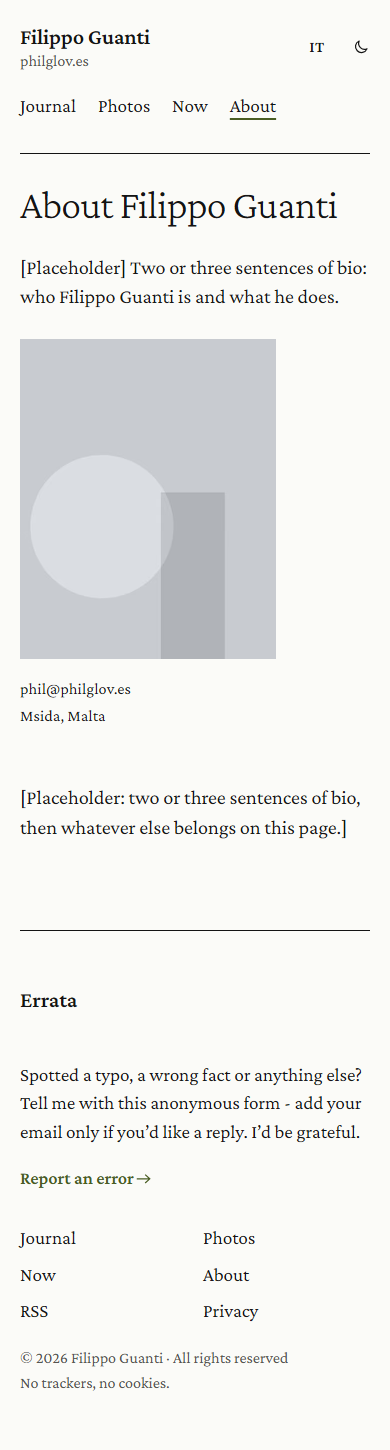 Filippo Guanti
philglov.es
IT
Journal Photos Now About
About Filippo Guanti
[Placeholder] Two or three sentences of bio:
who Filippo Guanti is and what he does.
phil@philglov.es
Msida, Malta
[Placeholder: two or three sentences of bio,
then whatever else belongs on this page.]
Errata
Spotted a typo, a wrong fact or anything else?
Tell me with this anonymous form - add your
email only if you’d like a reply. I’d be grateful.
Report an error →
Journal Photos
Now About
RSS Privacy
© 2026 Filippo Guanti · All rights reserved
No trackers, no cookies.